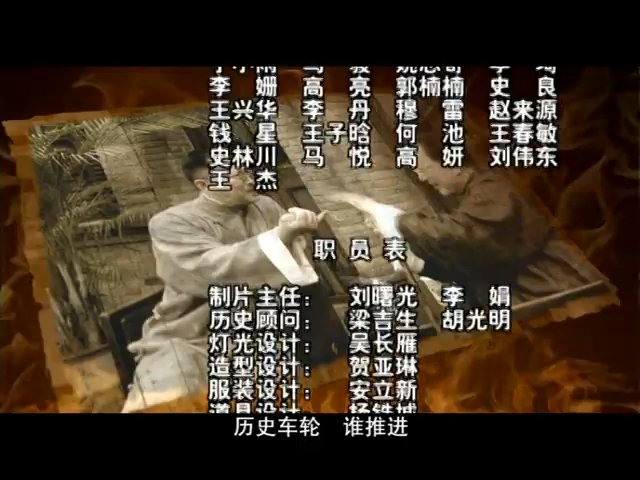 李 姗 高 亮 郭楠楠 史 良
王兴华 李 丹 穆 雷 赵来源
钱 星 王子晗 何 池 王春敏
史林川 马 悦 高 妍 刘伟东
王 杰
职 员 表
制片主任： 刘曙光 李 娟
历史顾问： 梁吉生 胡光明
灯光设计： 吴长雁
造型设计： 贺亚琳
服装设计： 安立新
道具设计
历史车轮 谁推进